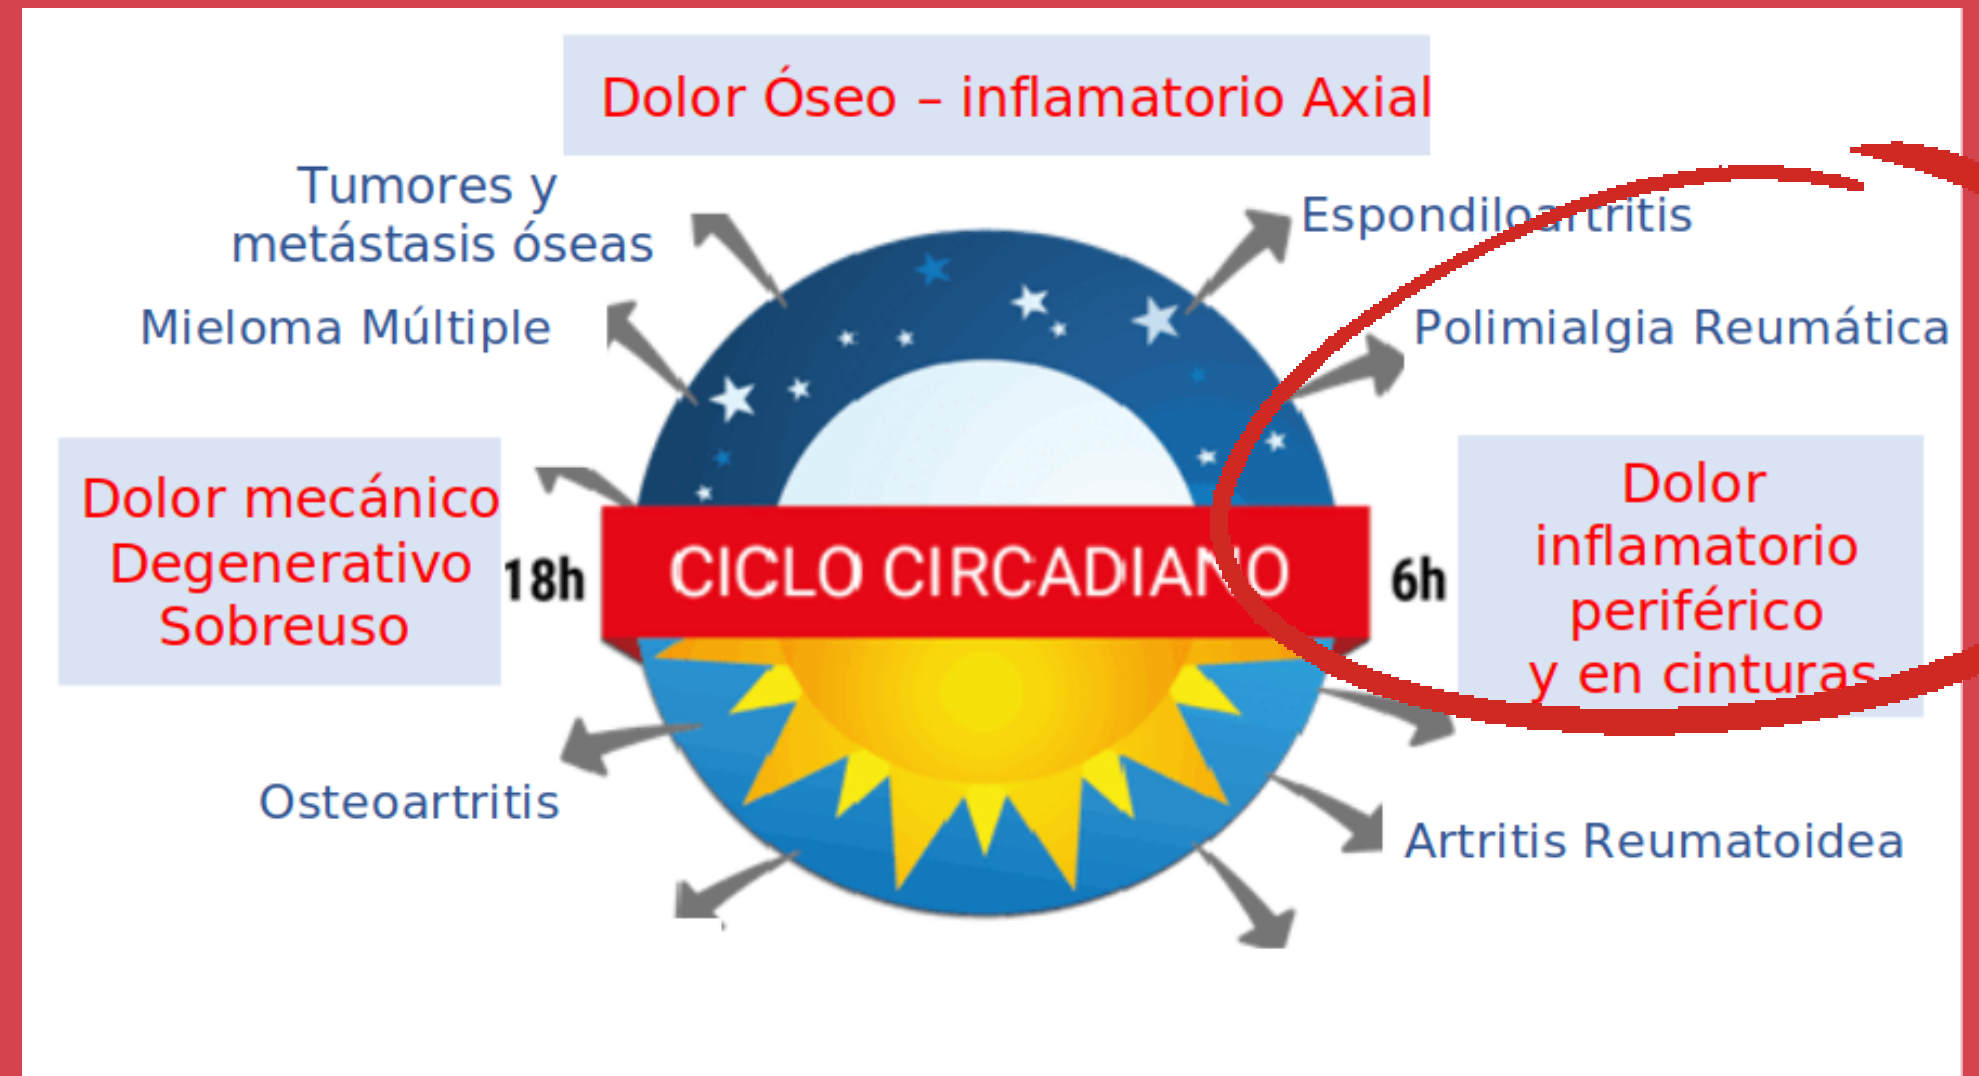 Dolor Óseo – inflamatorio Axial
Tumores y
metástasis óseas
Espondiloartritis
Mieloma Múltiple
Polimialgia Reumática
Dolor mecánico
Degenerativo
Sobreuso
18h
CICLO CIRCADIANO
6h
Dolor
inflamatorio
periférico
y en cinturas
Osteoartritis
Artritis Reumatoidea